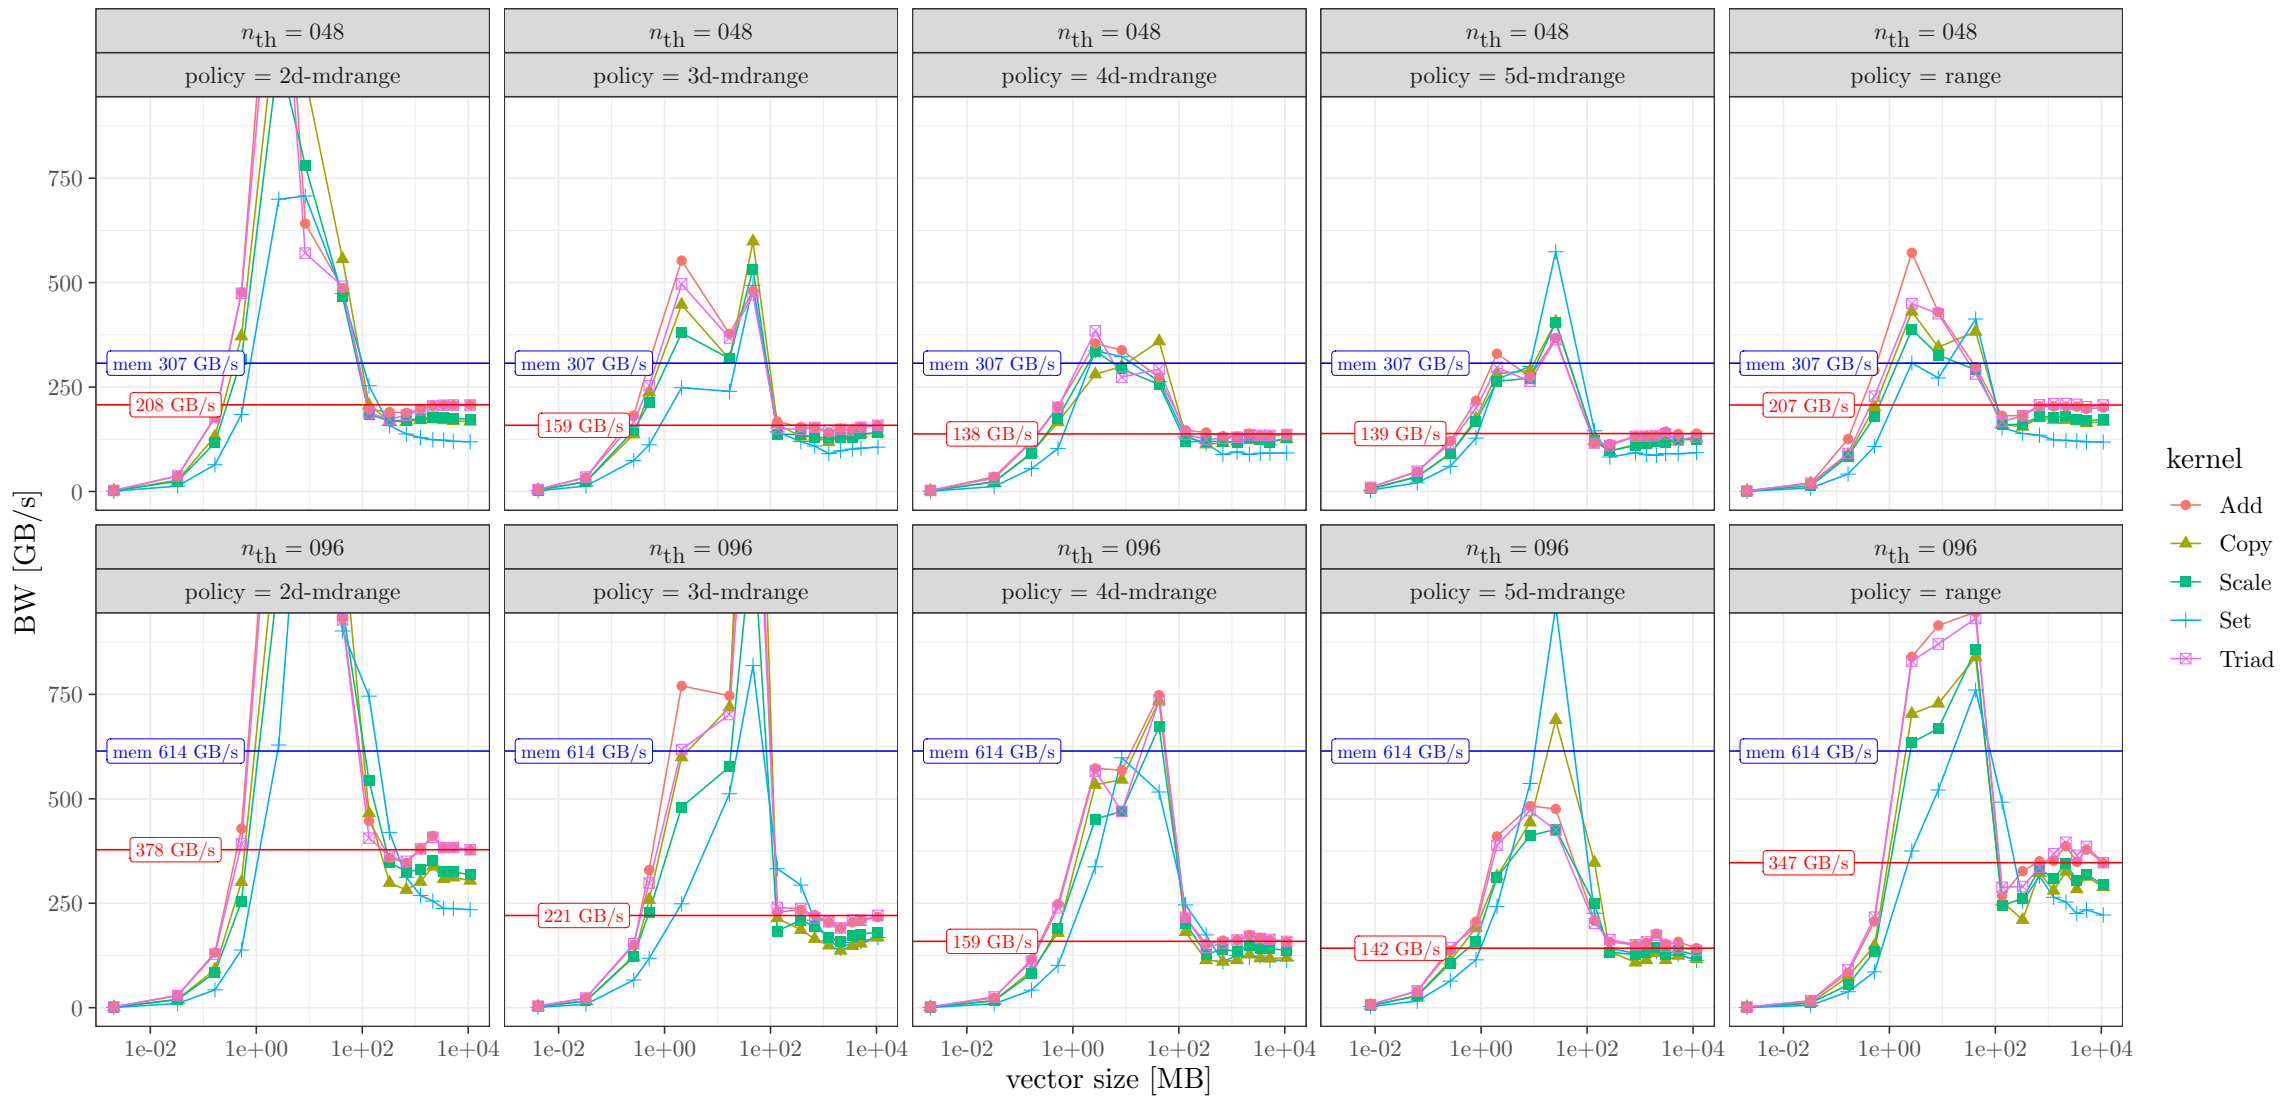 n_th = 048
n_th = 048
n_th = 048
n_th = 048
n_th = 048
policy = 2d-mdrange
policy = 3d-mdrange
policy = 4d-mdrange
policy = 5d-mdrange
policy = range
750
500
250
0
mem 307 GB/s
mem 307 GB/s
mem 307 GB/s
mem 307 GB/s
mem 307 GB/s
208 GB/s
159 GB/s
138 GB/s
139 GB/s
207 GB/s
BW [GB/s]
n_th = 096
n_th = 096
n_th = 096
n_th = 096
n_th = 096
policy = 2d-mdrange
policy = 3d-mdrange
policy = 4d-mdrange
policy = 5d-mdrange
policy = range
750
500
250
0
mem 614 GB/s
mem 614 GB/s
mem 614 GB/s
mem 614 GB/s
mem 614 GB/s
378 GB/s
221 GB/s
159 GB/s
142 GB/s
347 GB/s
1e-02 1e+00 1e+02 1e+04
1e-02 1e+00 1e+02 1e+04
1e-02 1e+00 1e+02 1e+04
1e-02 1e+00 1e+02 1e+04
1e-02 1e+00 1e+02 1e+04
vector size [MB]
kernel
Add
Copy
Scale
Set
Triad